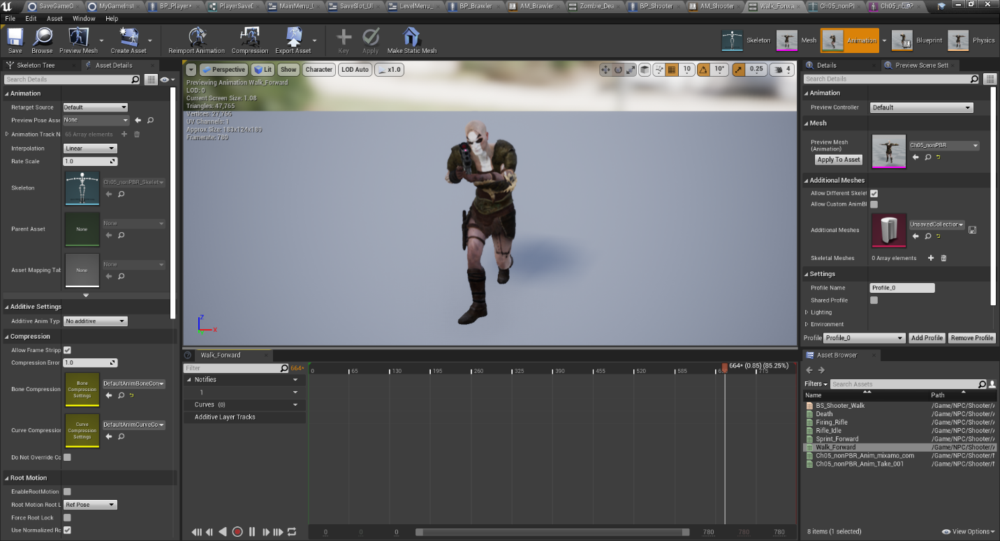 SaveGameO
MyGameInst
BP_Player*
PlayerSaveD
MainMenu_U
SaveSlot_UI
LevelMenu_
BP_Brawler
AM_Brawler
Zombie_Dea
BP_Shooter
AM_Shooter
Walk_Forwa
Ch05_nonPl
File Edit Asset Window Help
Save
Browse
Preview Mesh
Create Asset
Reimport Animation
Compression
Export Asset
Key
Apply
Make Static Mesh
Skeleton
Mesh
Animation
Blueprint
Physics
Skeleton Tree
Asset Details
Search Details
Animation
Retarget Source
Default
Preview Pose Asse
None
Animation Track N
65 Array elements
Interpolation
Linear
Rate Scale
1.0
Skeleton
Ch05_nonPBR_Skelet
Parent Asset
None
None
Asset Mapping Tab
None
None
Additive Settings
Additive Anim Typ
No additive
Compression
Allow Frame Stripp
Compression Error
1.0
Bone Compression
Bone
Compression
Settings
DefaultAnimBoneCon
Curve Compression
Curve
Compression
Settings
DefaultAnimCurveCo
Do Not Override Co
Root Motion
EnableRootMotion
Root Motion Root L
Ref Pose
Force Root Lock
Use Normalized Ro
Perspective
Lit
Show
Character
LOD Auto
x1.0
10
10°
0.25
4
Previewing Animation Walk_Forward
LOD: 0
Current Screen Size: 1.08
Triangles: 47,765
Vertices: 27,766
UV Channels: 1
Approx Size: 183x124x189
Framerate: 780
Z
X
Walk_Forward
Filter
664*
0 65 130 195 260 325 390 455 520 585 715
664* (0.85) (85.25%)
Notifies
1
Curves (0)
Additive Layer Tracks
0 0 0 780 780 780
Details
Preview Scene Sett
Search Details
Animation
Preview Controller
Default
Mesh
Preview Mesh
(Animation)
Apply To Asset
Ch05_nonPBR
Additional Meshes
Allow Different Skelet
Allow Custom AnimBl
Additional Meshes
UnsavedCollection
Skeletal Meshes
0 Array elements
Settings
Profile Name
Profile_0
Shared Profile
Lighting
Environment
Profile
Profile_0
Add Profile
Remove Profile
Asset Browser
Filters
Search Assets
Name
Path
BS_Shooter_Walk /Game/NPC/Shooter/
Death /Game/NPC/Shooter/
Firing_Rifle /Game/NPC/Shooter/
Rifle_Idle /Game/NPC/Shooter/
Sprint_Forward /Game/NPC/Shooter/
Walk_Forward /Game/NPC/Shooter/
Ch05_nonPBR_Anim_mixamo_com /Game/NPC/Shooter/
Ch05_nonPBR_Anim_Take_001 /Game/NPC/Shooter/
8 items (1 selected)
View Options